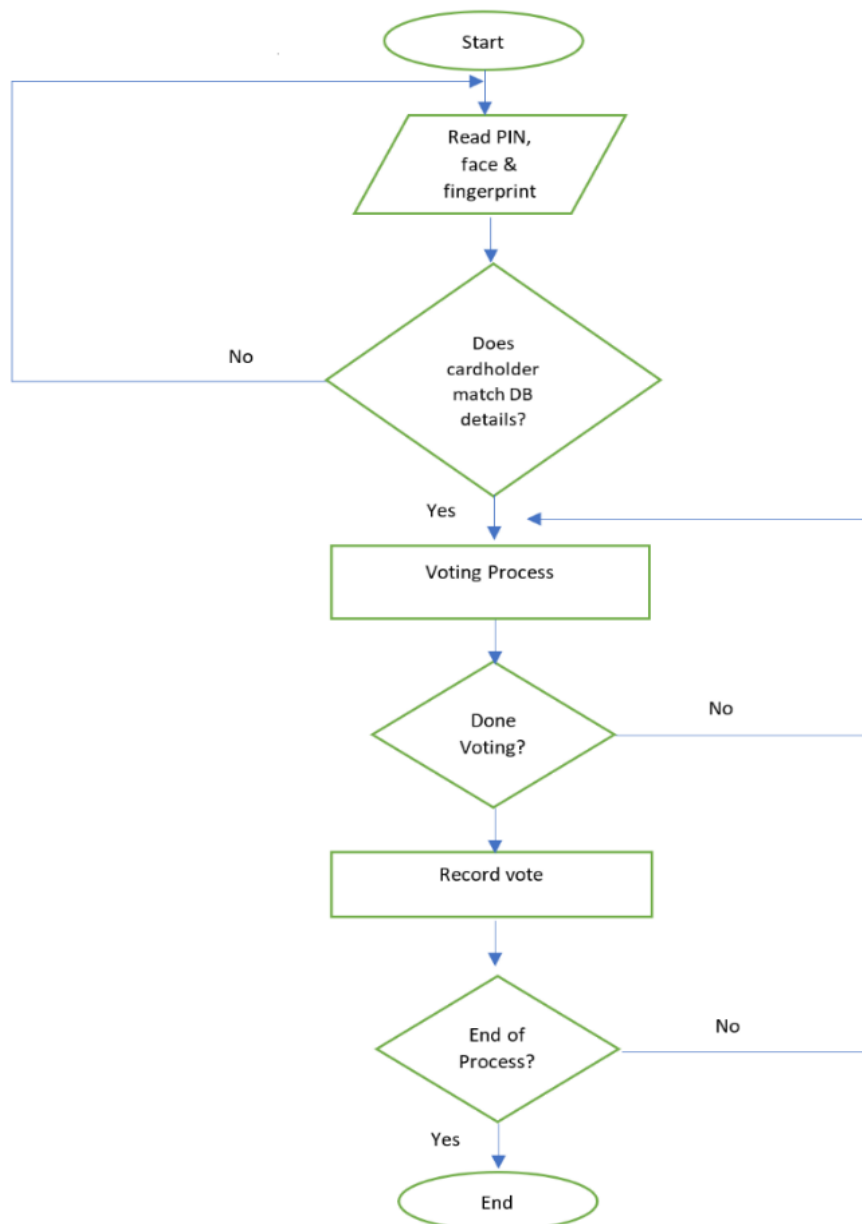 Start
Read PIN,
face &
fingerprint
Does
cardholder
match DB
details?
No
Yes
Voting Process
Done
Voting?
No
Record vote
End of
Process?
No
Yes
End